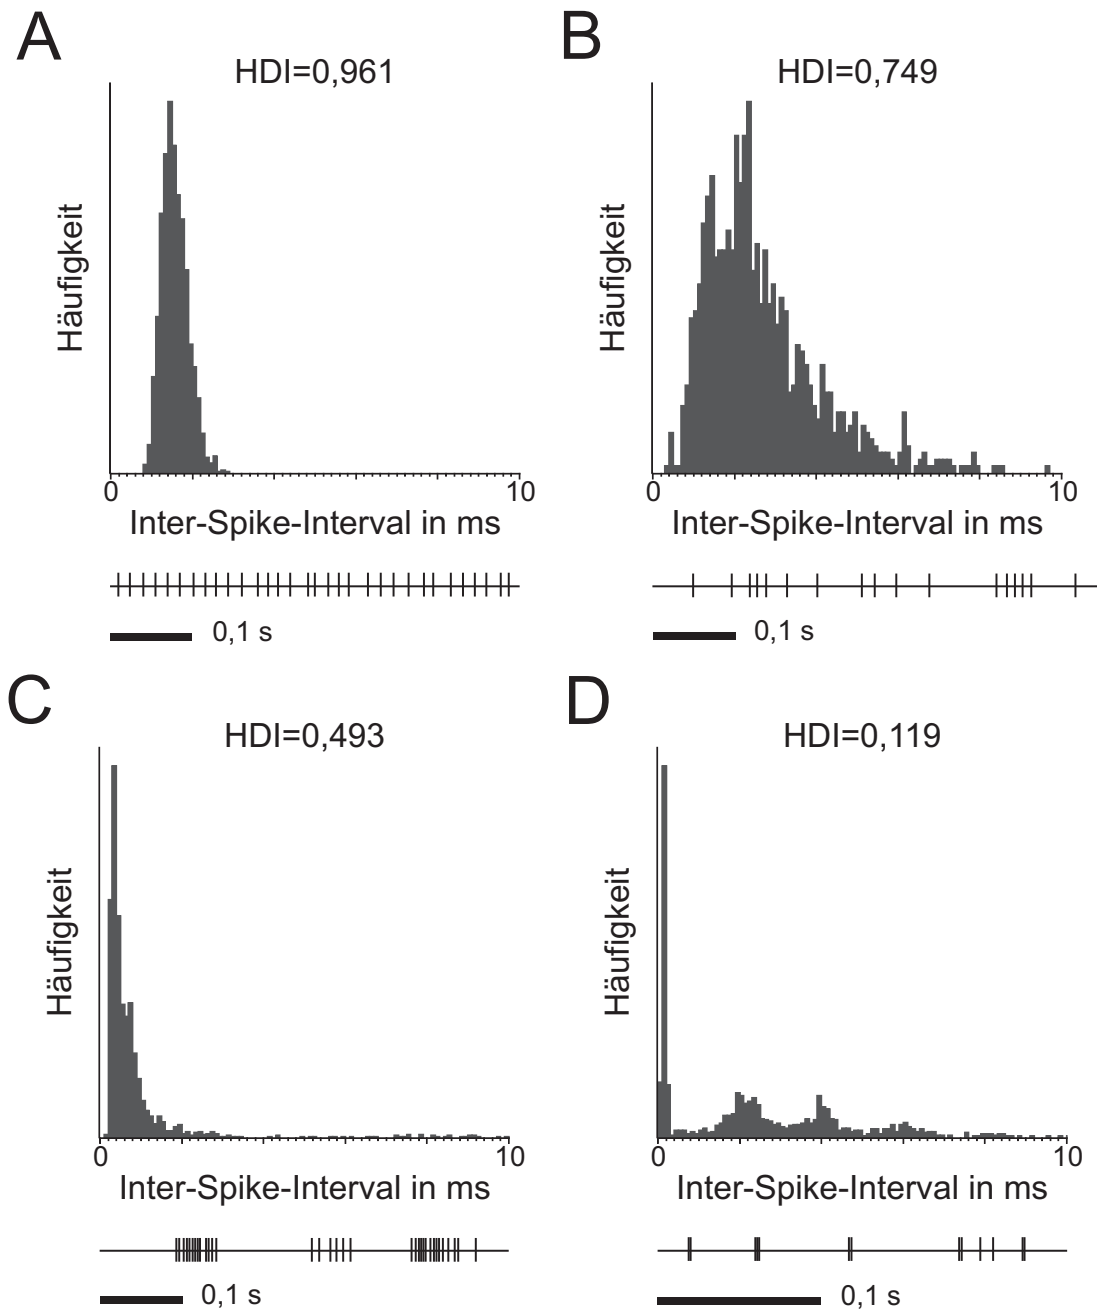 A
HDI=0,961
Häufigkeit
0
10
Inter-Spike-Interval in ms
0,1 s
B
HDI=0,749
Häufigkeit
0
10
Inter-Spike-Interval in ms
0,1 s
C
HDI=0,493
Häufigkeit
0
10
Inter-Spike-Interval in ms
0,1 s
D
HDI=0,119
Häufigkeit
0
10
Inter-Spike-Interval in ms
0,1 s